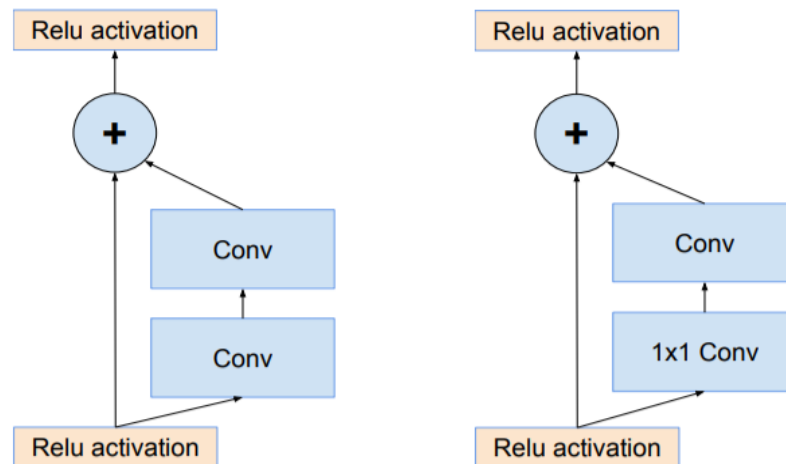 Relu activation
+
Conv
Conv
Relu activation
Relu activation
+
Conv
1x1 Conv
Relu activation